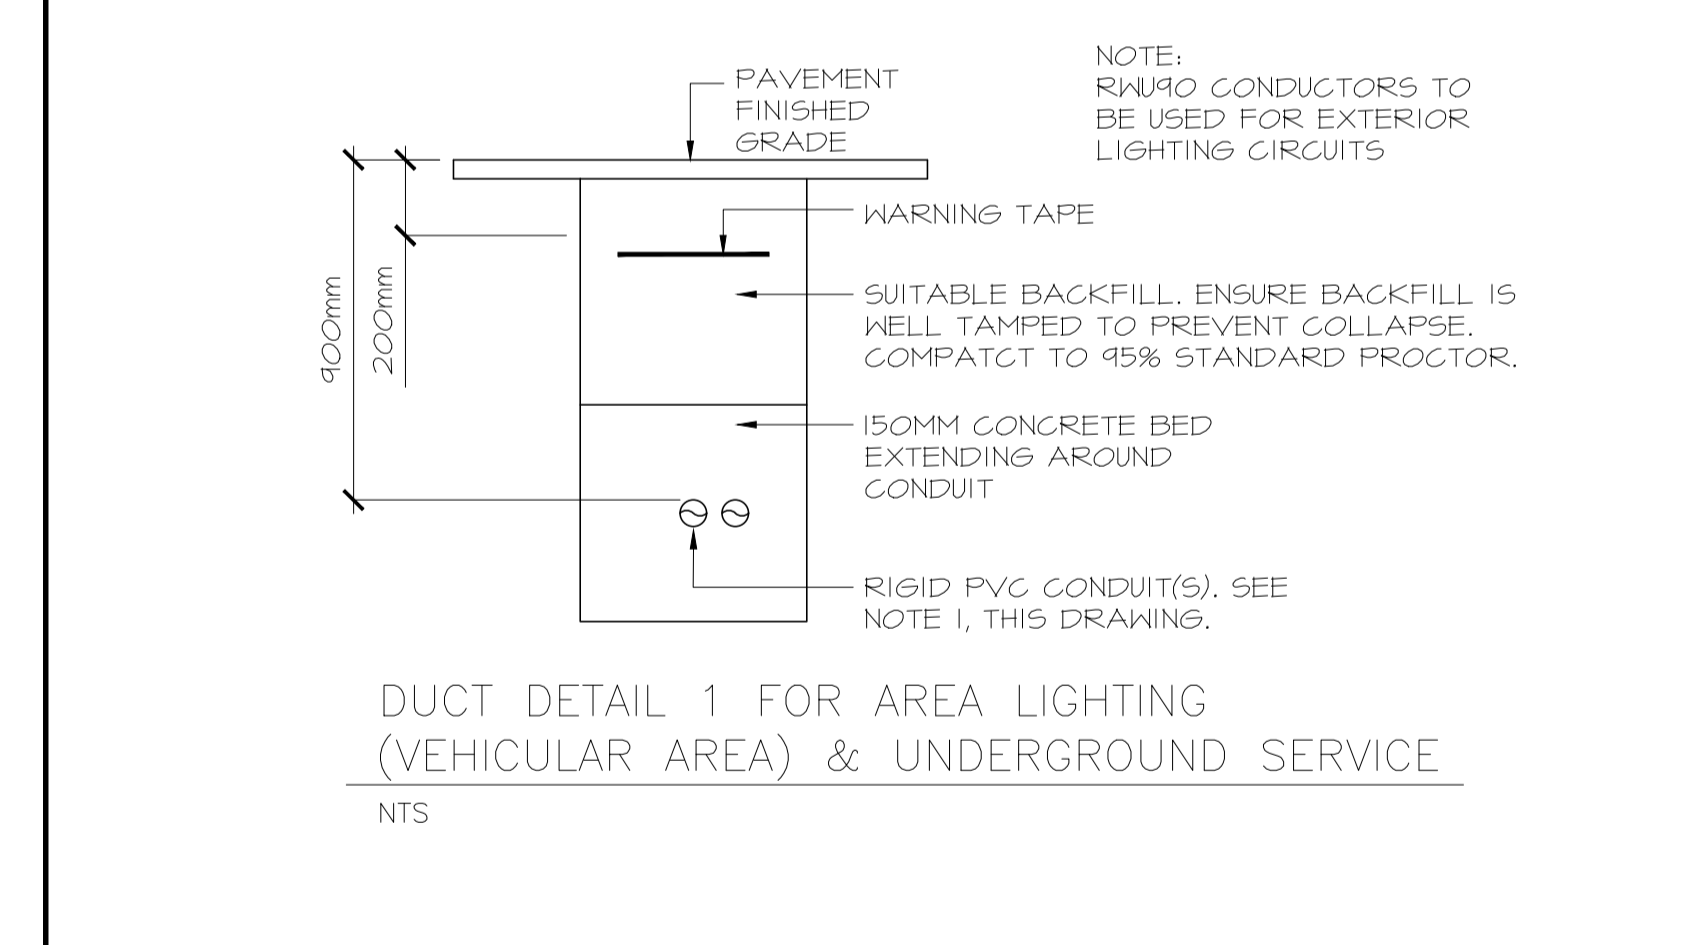 NOTE:
RWU90 CONDUCTORS TO
BE USED FOR EXTERIOR
LIGHTING CIRCUITS
PAVEMENT
FINISHED
GRADE
WARNING TAPE
900mm
200mm
SUITABLE BACKFILL. ENSURE BACKFILL IS
WELL TAMPED TO PREVENT COLLAPSE.
COMPATCT TO 95% STANDARD PROCTOR.
150MM CONCRETE BED
EXTENDING AROUND
CONDUIT
RIGID PVC CONDUIT(S). SEE
NOTE 1, THIS DRAWING.
DUCT DETAIL 1 FOR AREA LIGHTING
(VEHICULAR AREA) & UNDERGROUND SERVICE
NTS